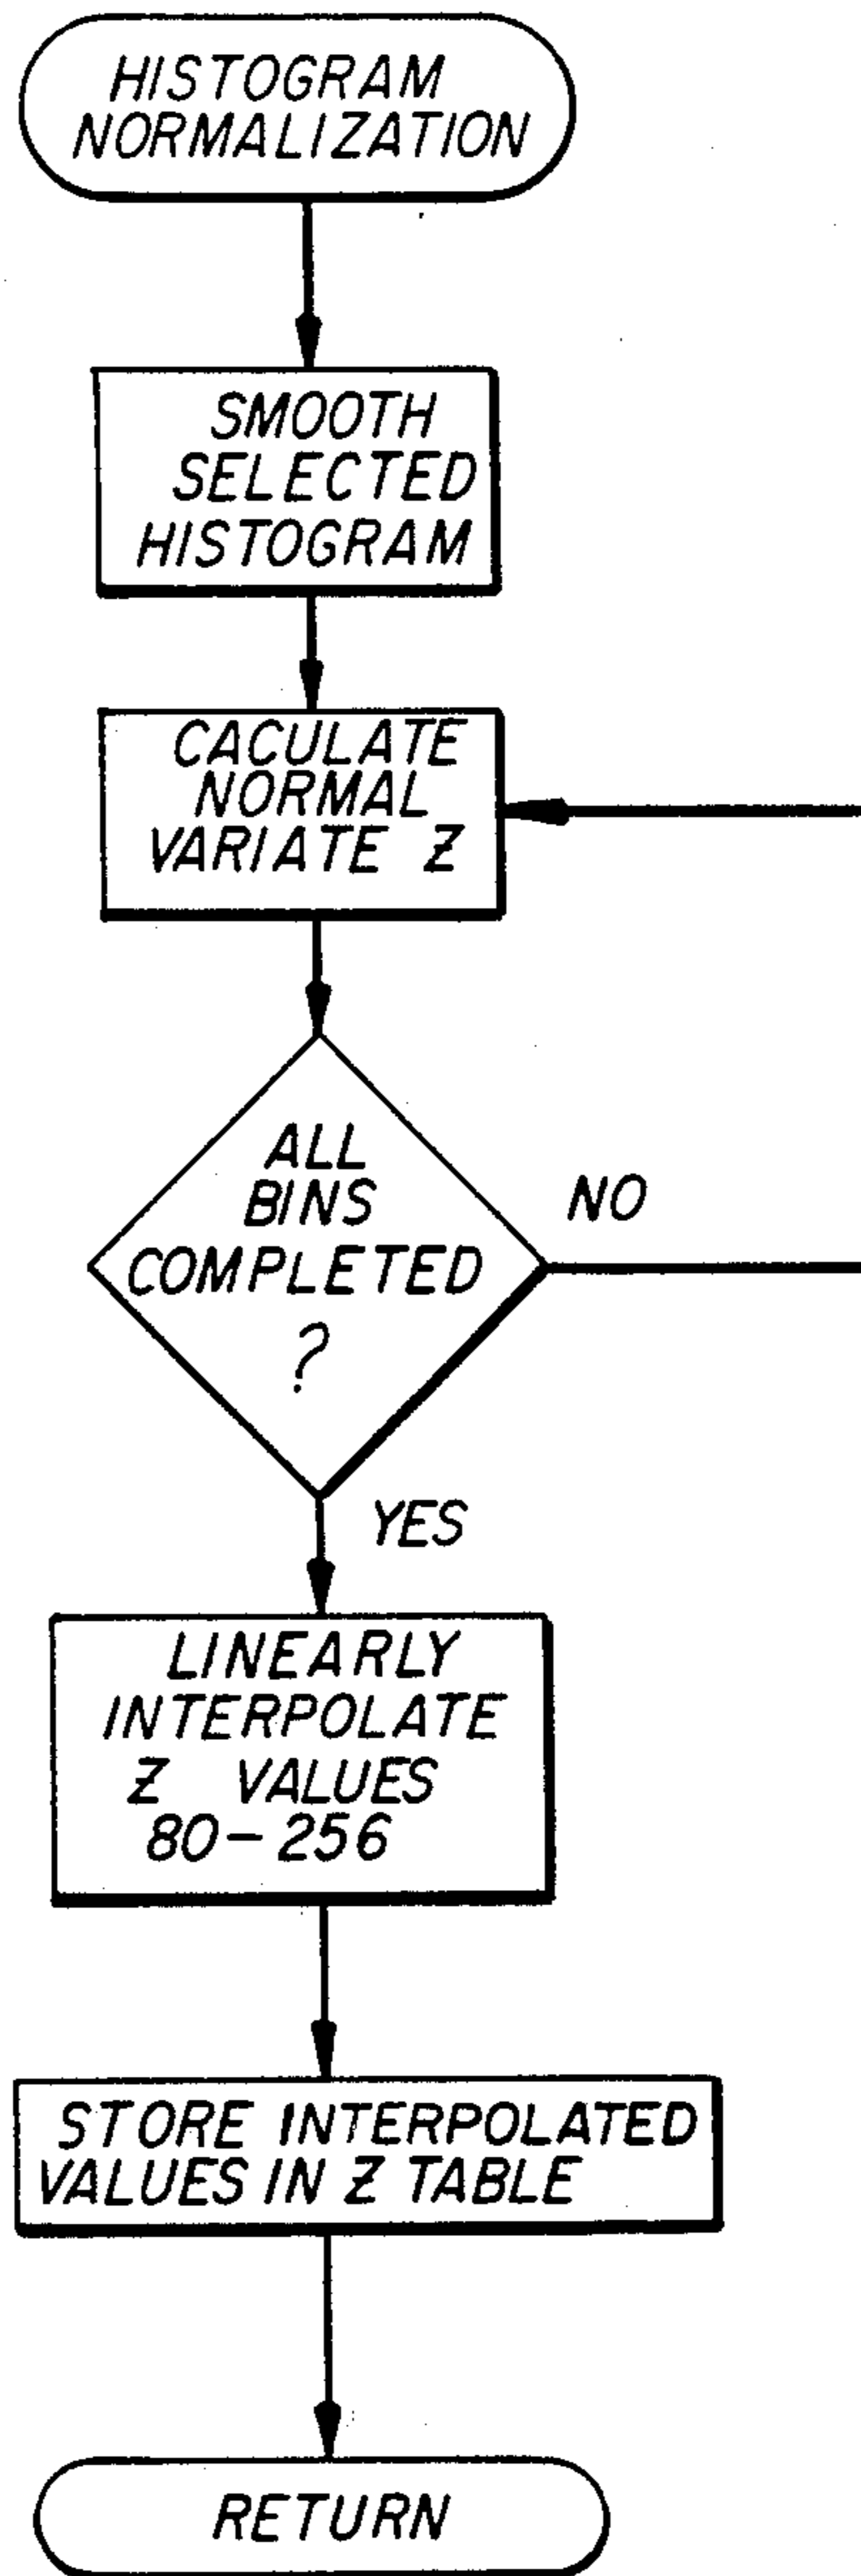 HISTOGRAM
NORMALIZATION
SMOOTH
SELECTED
HISTOGRAM
CACULATE
NORMAL
VARIATE Z
ALL
BINS
COMPLETED
?
NO
YES
LINEARLY
INTERPOLATE
Z VALUES
80-256
STORE INTERPOLATED
VALUES IN Z TABLE
RETURN